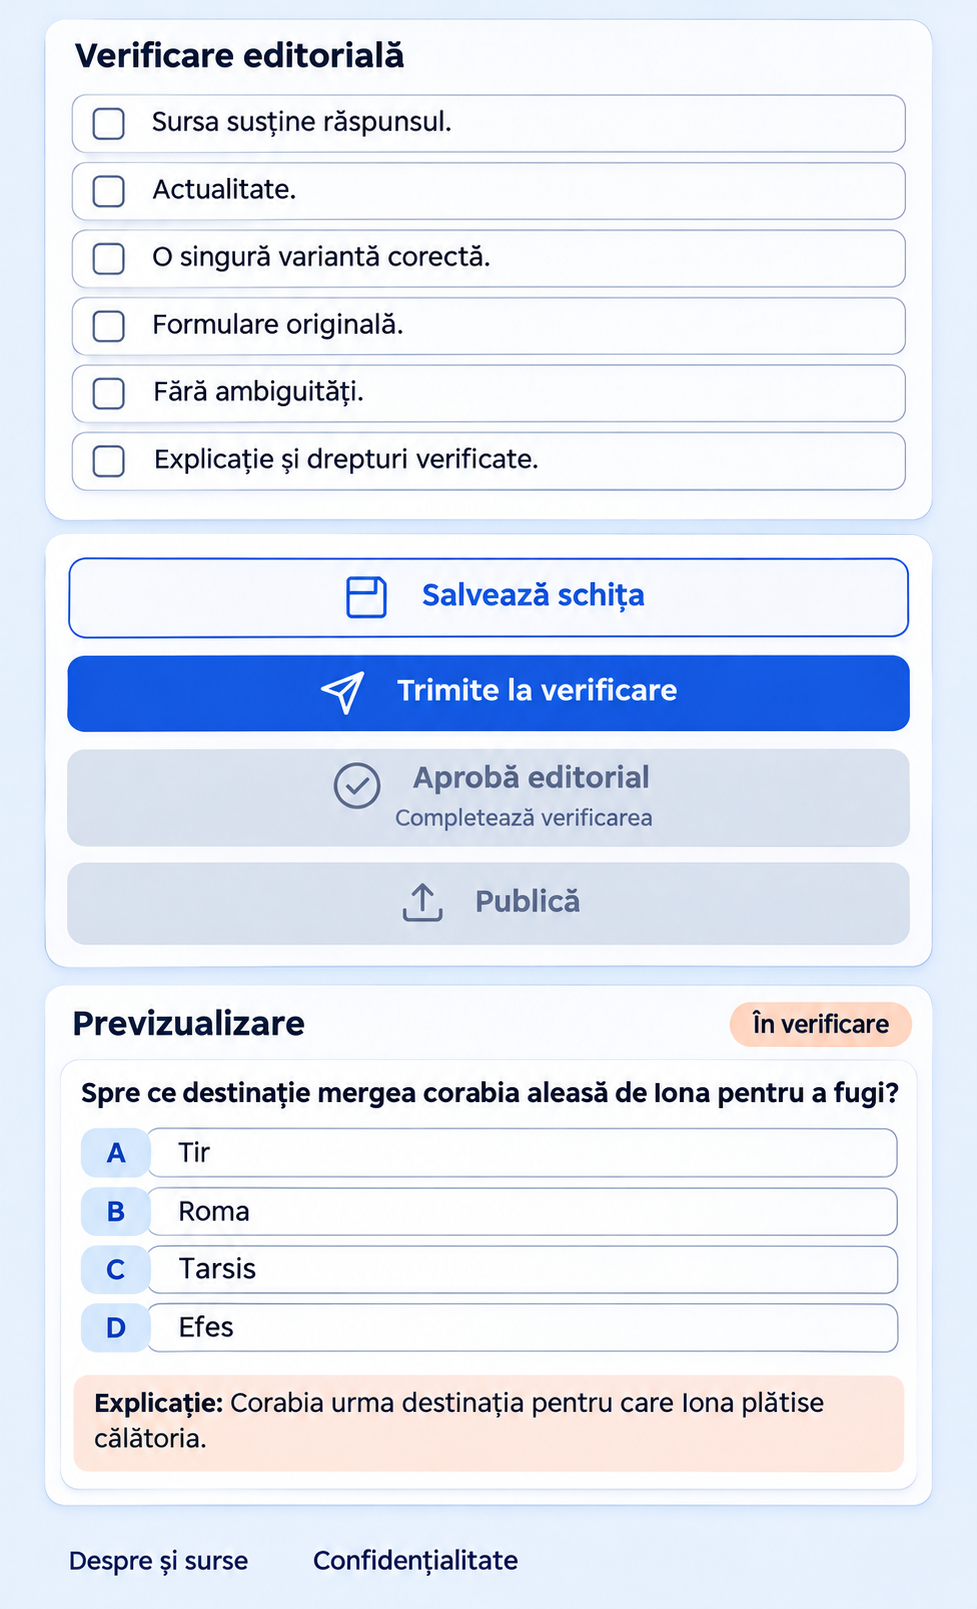 Verificare editorială
Sursa susține răspunsul.
Actualitate.
O singură variantă corectă.
Formulare originală.
Fără ambiguități.
Explicație și drepturi verificate.
Salvează schița
Trimite la verificare
Aprobă editorial
Completează verificarea
Publică
Previzualizare
În verificare
Spre ce destinație mergea corabia aleasă de Iona pentru a fugi?
A Tir
B Roma
C Tarsis
D Efes
Explicație: Corabia urma destinația pentru care Iona plătise
călătoria.
Despre și surse Confidențialitate